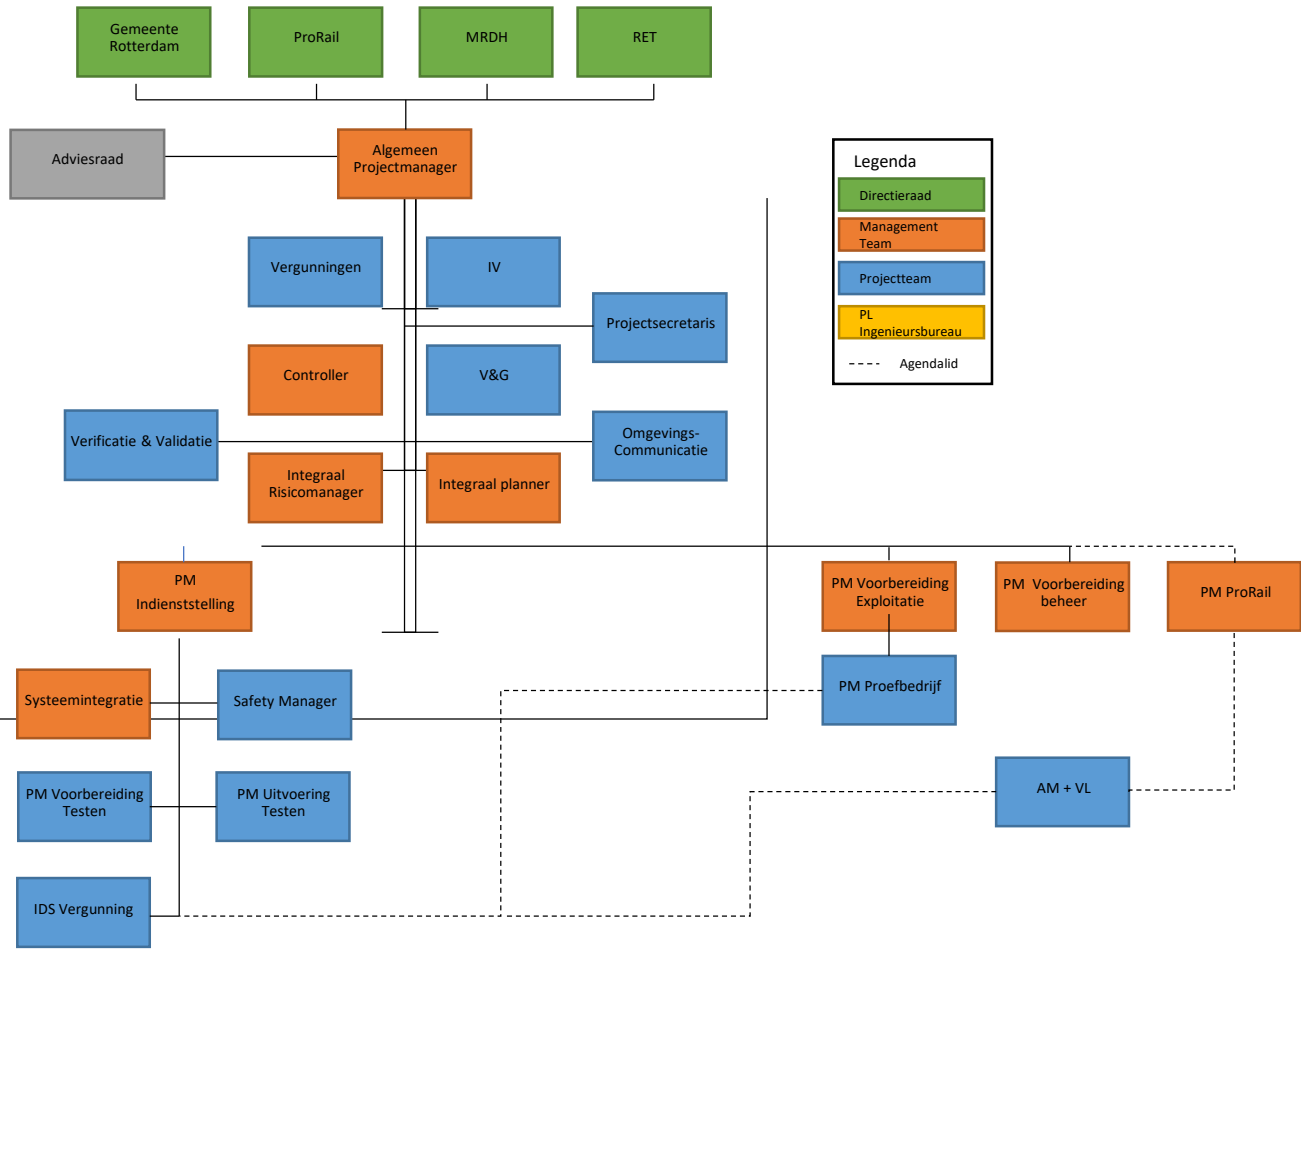 Gemeente
Rotterdam
ProRail
MRDH
RET
Adviesraad
Algemeen
Projectmanager
Legenda
Directieraad
Management
Team
Projectteam
PL
Ingenieursbureau
Agendalid
Vergunningen
IV
Projectsecretaris
Controller
V&G
Verificatie & Validatie
Omgevings-
Communicatie
Integraal
Risicomanager
Integraal planner
PM
Indienststelling
PM Voorbereiding
Exploitatie
PM  Voorbereiding
beheer
PM ProRail
Systeemintegratie
Safety Manager
PM Proefbedrijf
PM Voorbereiding
Testen
PM Uitvoering
Testen
AM + VL
IDS Vergunning